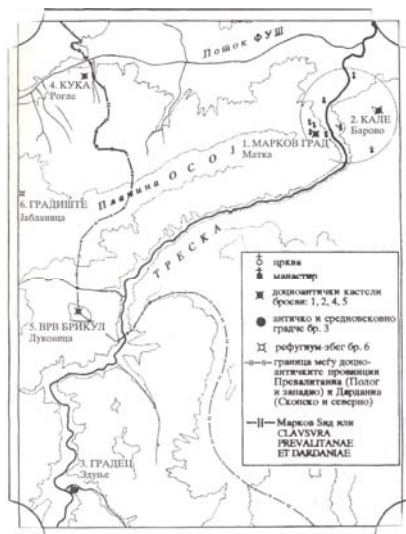 Поток ФУШ
4. КУКА
Рогле
2. КАЛЕ
Барово
1. МАРКОВ ГРАД
Матка
Планина ОСОЈ
6. ГРАДИШТЕ
Јабланица
ТРЕСКА
5. ВРВ БРИКУЛ
Луковица
3. ГРАДЕЦ
Здуње
црква
манастир
доцноантички кастели
броеви: 1, 2, 4, 5
античко и средновековно
градче бр. 3
рефугиум-збег бр. 6
граница меѓу доцно-
античките провинции
Превалитана (Полог
и западно) и Дарданиа
(Скопско и северно)
Марков Ѕид или
CLAVSVRA
PREVALITANAE
ET DARDANIAE